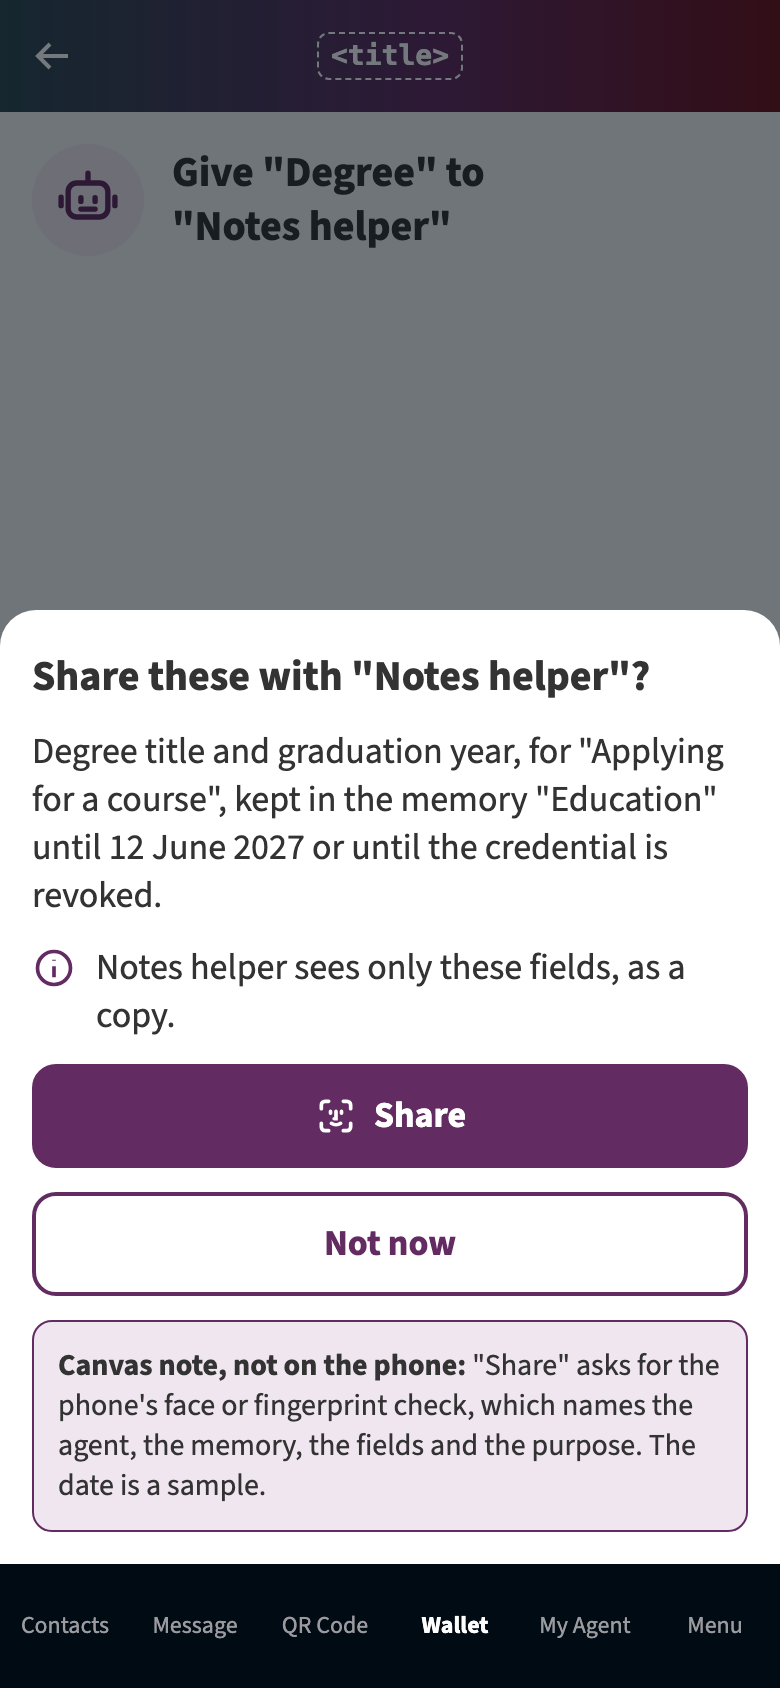 <title>
Give "Degree" to
"Notes helper"
Share these with "Notes helper"?
Degree title and graduation year, for "Applying
for a course", kept in the memory "Education"
until 12 June 2027 or until the credential is
revoked.
Notes helper sees only these fields, as a
copy.
Share
Not now
Canvas note, not on the phone: "Share" asks for the
phone's face or fingerprint check, which names the
agent, the memory, the fields and the purpose. The
date is a sample.
Contacts Message QR Code Wallet My Agent Menu